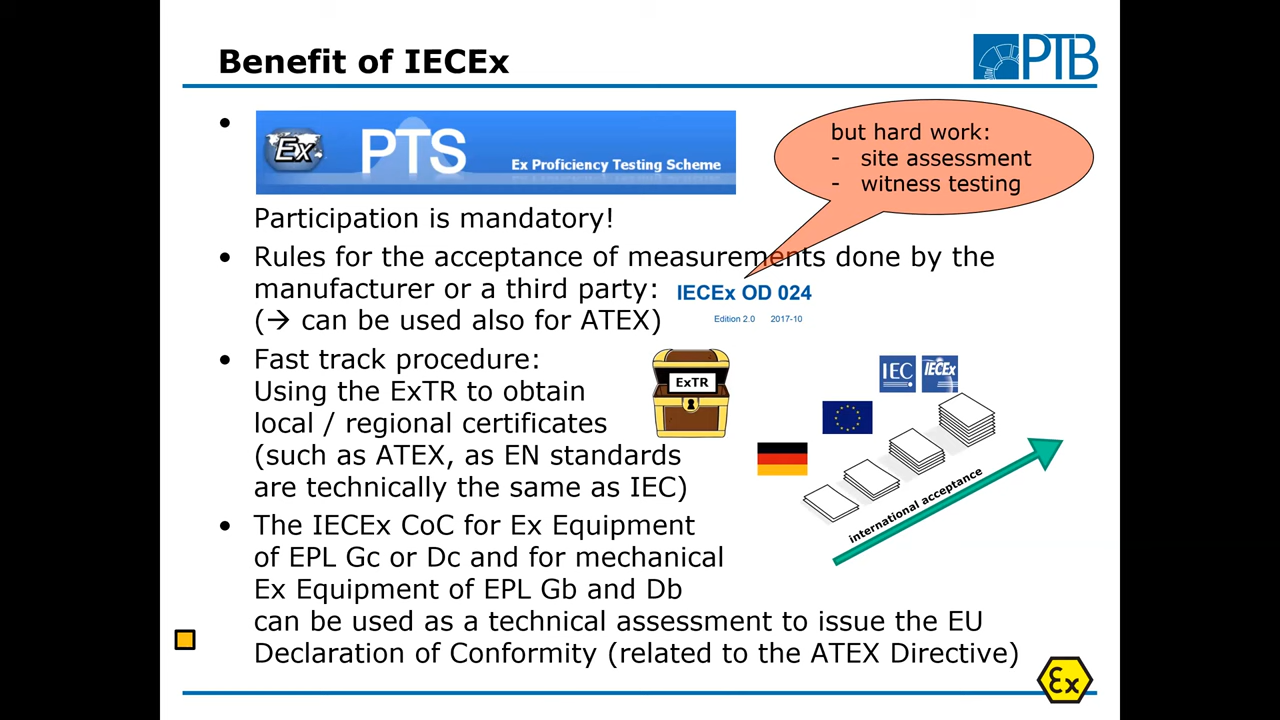 Benefit of IECEx
PTB
• Ex PTS Ex Proficiency Testing Scheme
but hard work:
- site assessment
- witness testing
Participation is mandatory!
• Rules for the acceptance of measurements done by the
manufacturer or a third party:
IECEx OD 024
Edition 2.0 2017-10
(→ can be used also for ATEX)
• Fast track procedure:
Using the ExTR to obtain
local / regional certificates
(such as ATEX, as EN standards
are technically the same as IEC)
ExTR
IEC IECEx
international acceptance
• The IECEx CoC for Ex Equipment
of EPL Gc or Dc and for mechanical
Ex Equipment of EPL Gb and Db
can be used as a technical assessment to issue the EU
Declaration of Conformity (related to the ATEX Directive)
Ex